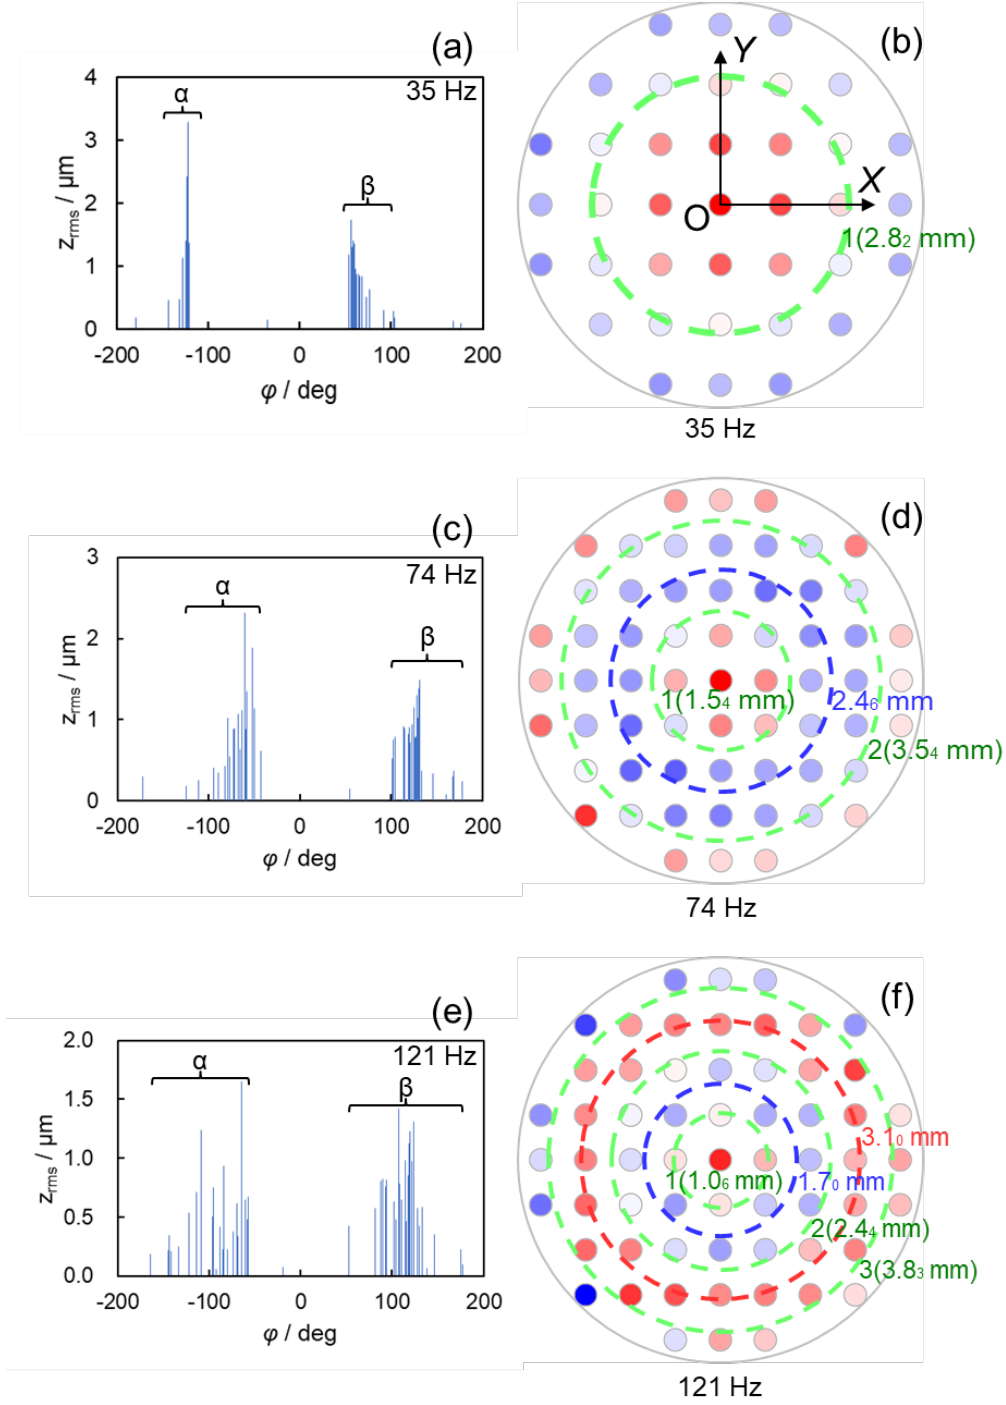 (a)
(b)
35 Hz
α
β
4
3
2
1
0
z_rms / μm
-200 -100 0 100 200
φ / deg
Y
X
O
1(2.8₂ mm)
35 Hz
(c)
(d)
74 Hz
α
β
3
2
1
0
z_rms / μm
-200 -100 0 100 200
φ / deg
1(1.5₄ mm)
2.4₆ mm
2(3.5₄ mm)
74 Hz
(e)
(f)
121 Hz
α
β
2.0
1.5
1.0
0.5
0.0
z_rms / μm
-200 -100 0 100 200
φ / deg
3.1₀ mm
1(1.0₆ mm)
1.7₀ mm
2(2.4₄ mm)
3(3.8₃ mm)
121 Hz